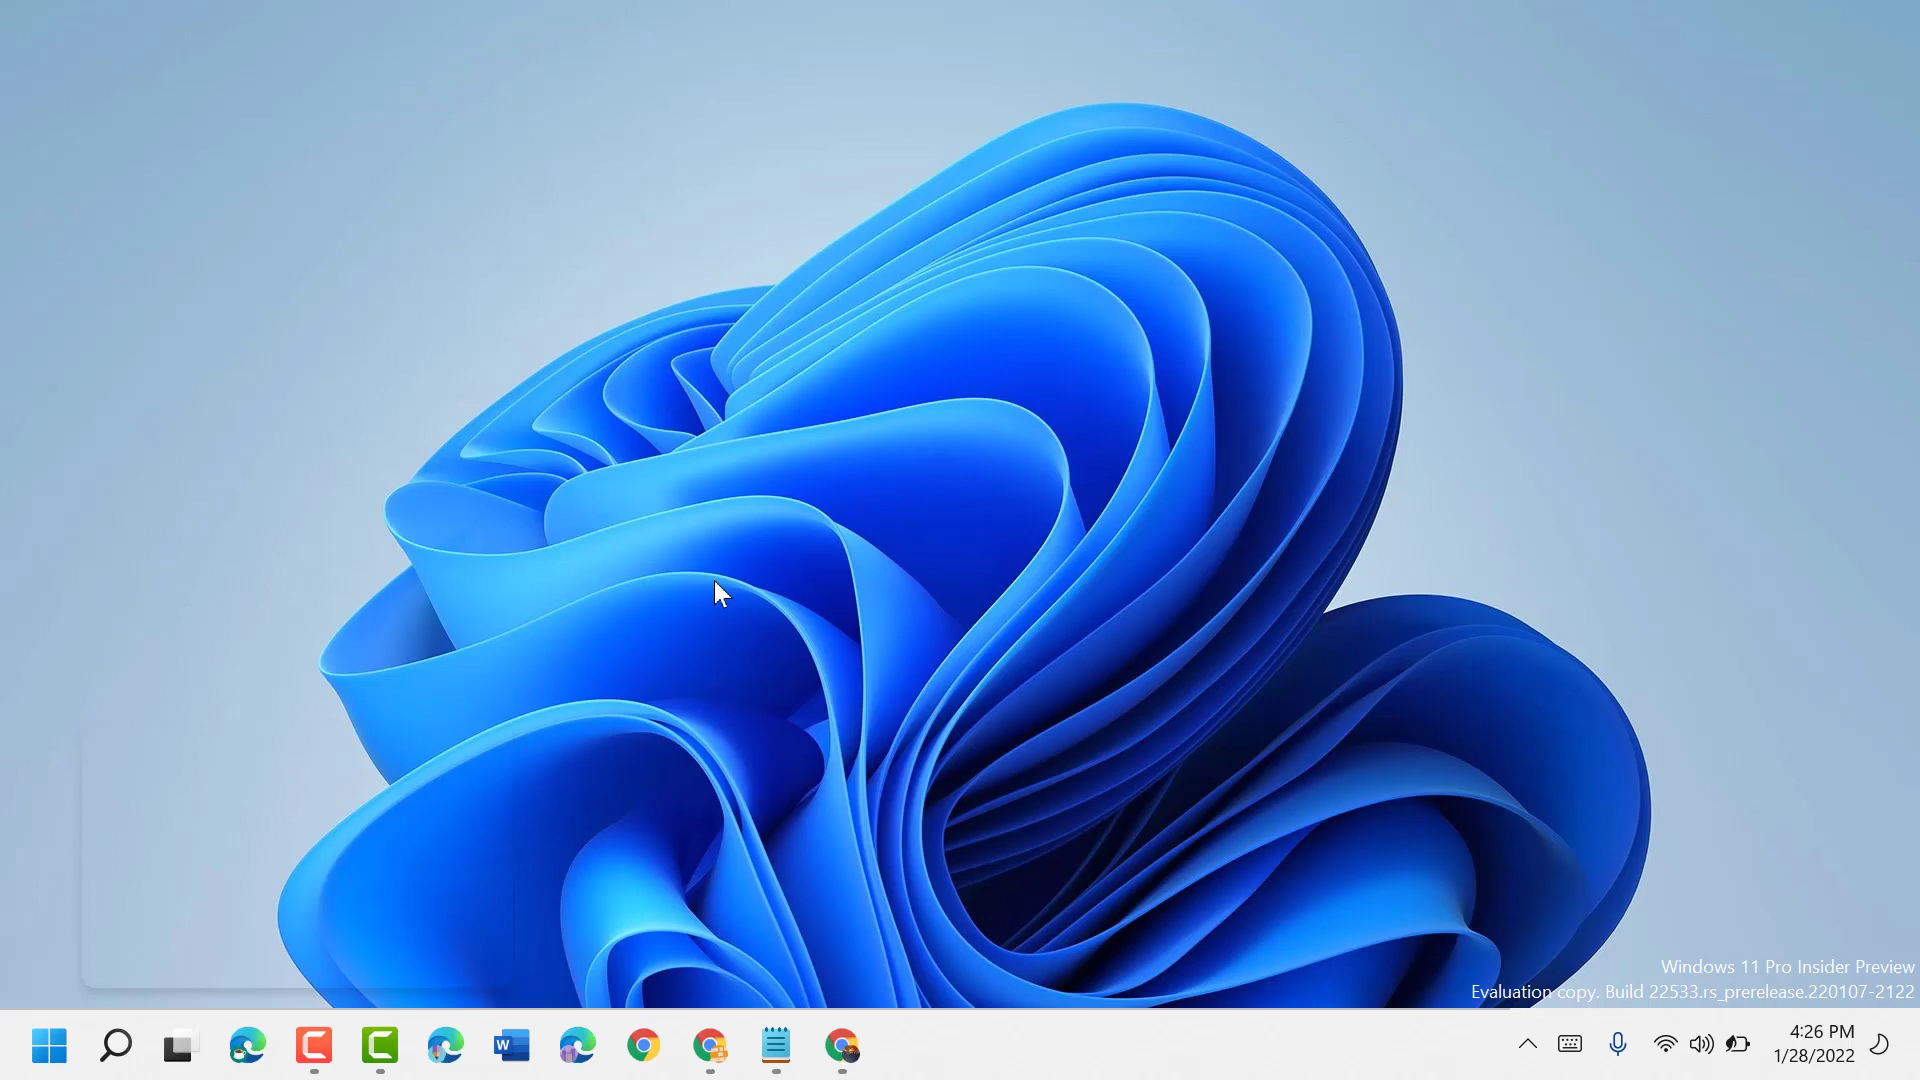 Windows 11 Pro Insider Preview
Evaluation copy. Build 22533.rs_prerelease.220107-2122
W
4:26 PM
1/28/2022